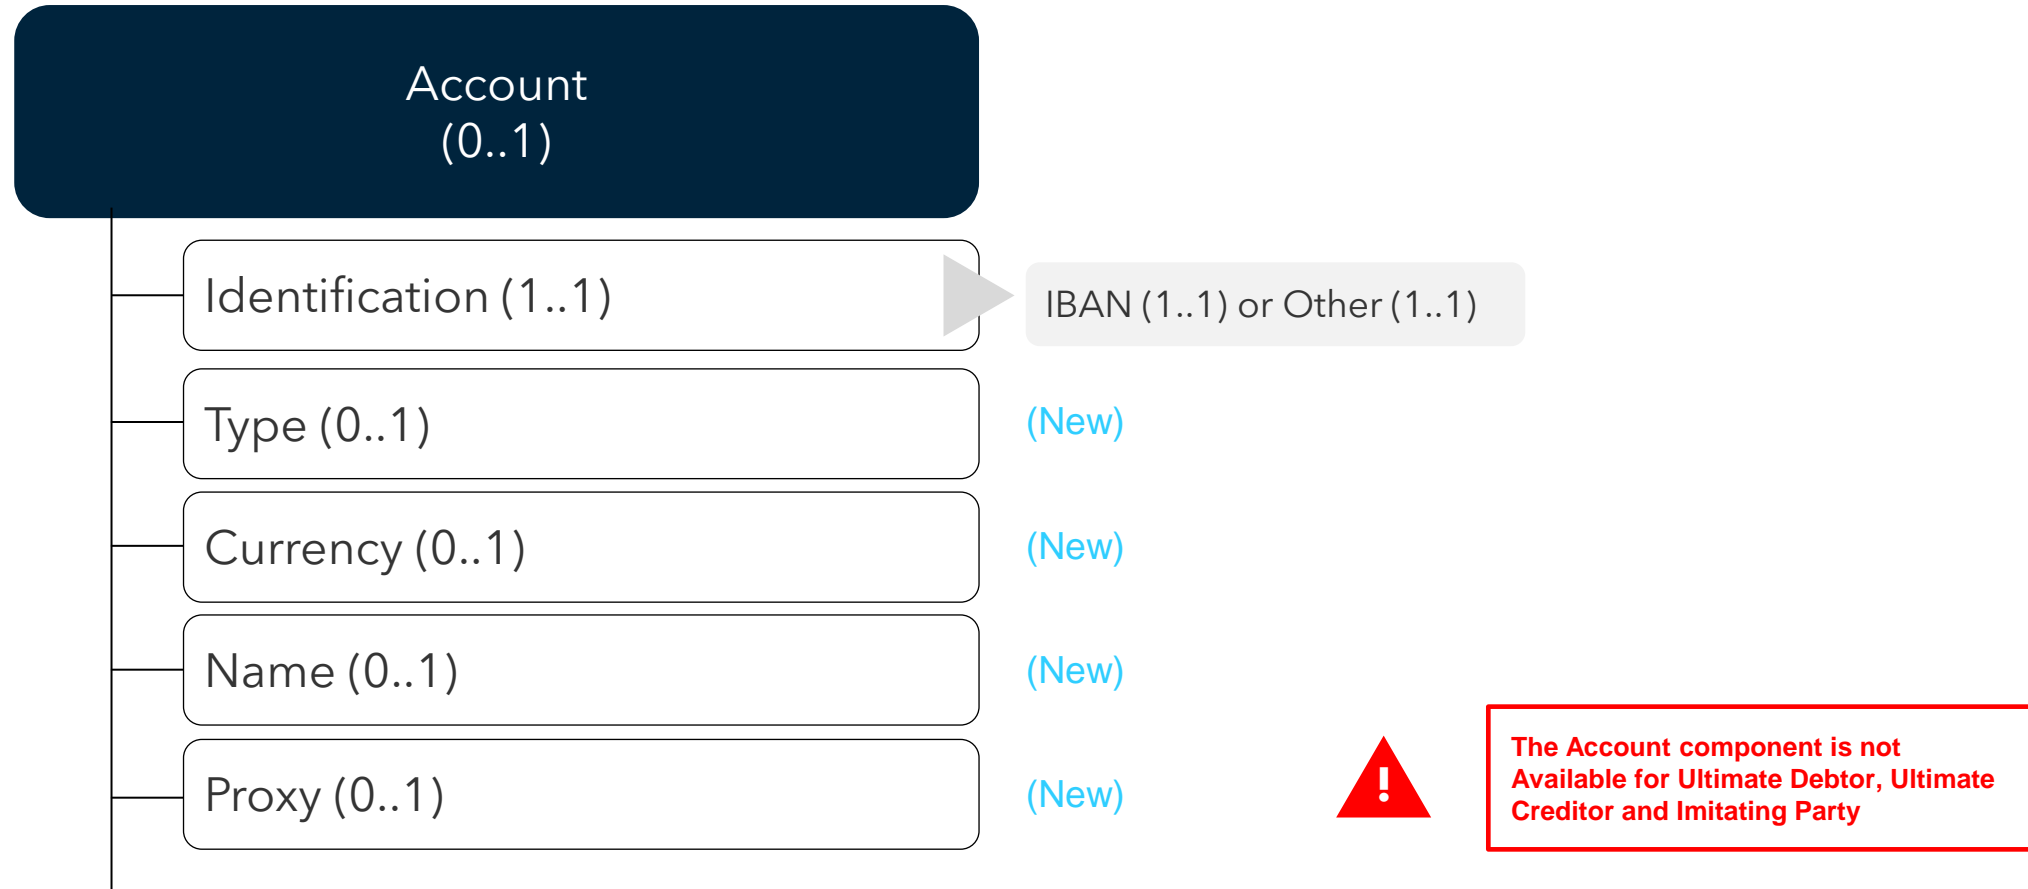 Account
(0..1)
Identification (1..1)
IBAN (1..1) or Other (1..1)
Type (0..1)
(New)
Currency (0..1)
(New)
Name (0..1)
(New)
Proxy (0..1)
(New)
!
The Account component is not
Available for Ultimate Debtor, Ultimate
Creditor and Imitating Party